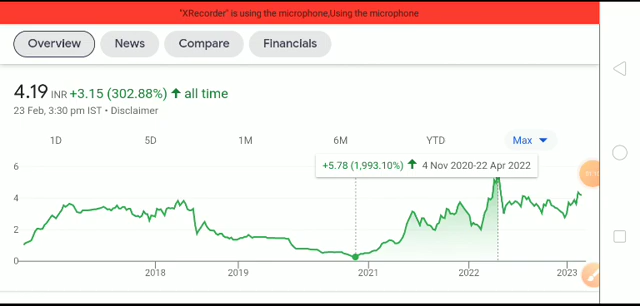 "XRecorder" is using the microphone,Using the microphone
Overview News Compare Financials
4.19 INR +3.15 (302.88%) ↑ all time
23 Feb, 3:30 pm IST • Disclaimer
1D 5D 1M 6M YTD Max
+5.78 (1,993.10%) ↑ 4 Nov 2020-22 Apr 2022
6
4
2
0
2018 2019 2021 2022 2023